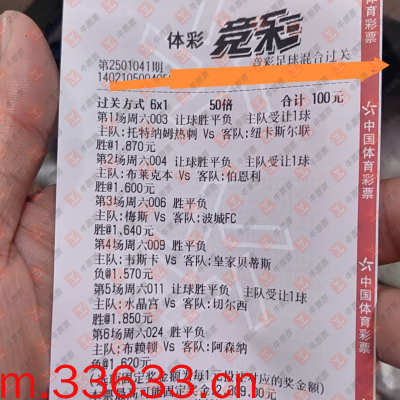 体彩 竞彩
第2501041期 竞彩足球混合过关
过关方式 6x1 50倍 合计 100元
第1场周六003 让球胜平负 主队受让1球
主队:托特纳姆热刺 Vs 客队:纽卡斯尔联
胜@1.870元
第2场周六004 让球胜平负 主队受让1球
主队:布莱克本 Vs 客队:伯恩利
胜@1.600元
第3场周六006 胜平负
主队:梅斯 Vs 客队:波城FC
胜@1.640元
第4场周六009 胜平负
主队:韦斯卡 Vs 客队:皇家贝蒂斯
负@1.570元
第5场周六011 让球胜平负 主队受让1球
主队:水晶宫 Vs 客队:切尔西
胜@1.850元
第6场周六024 胜平负
主队:布赖顿 Vs 客队:阿森纳
负@1.620元
m.33633.cn
中国体育彩票
中国体育彩票